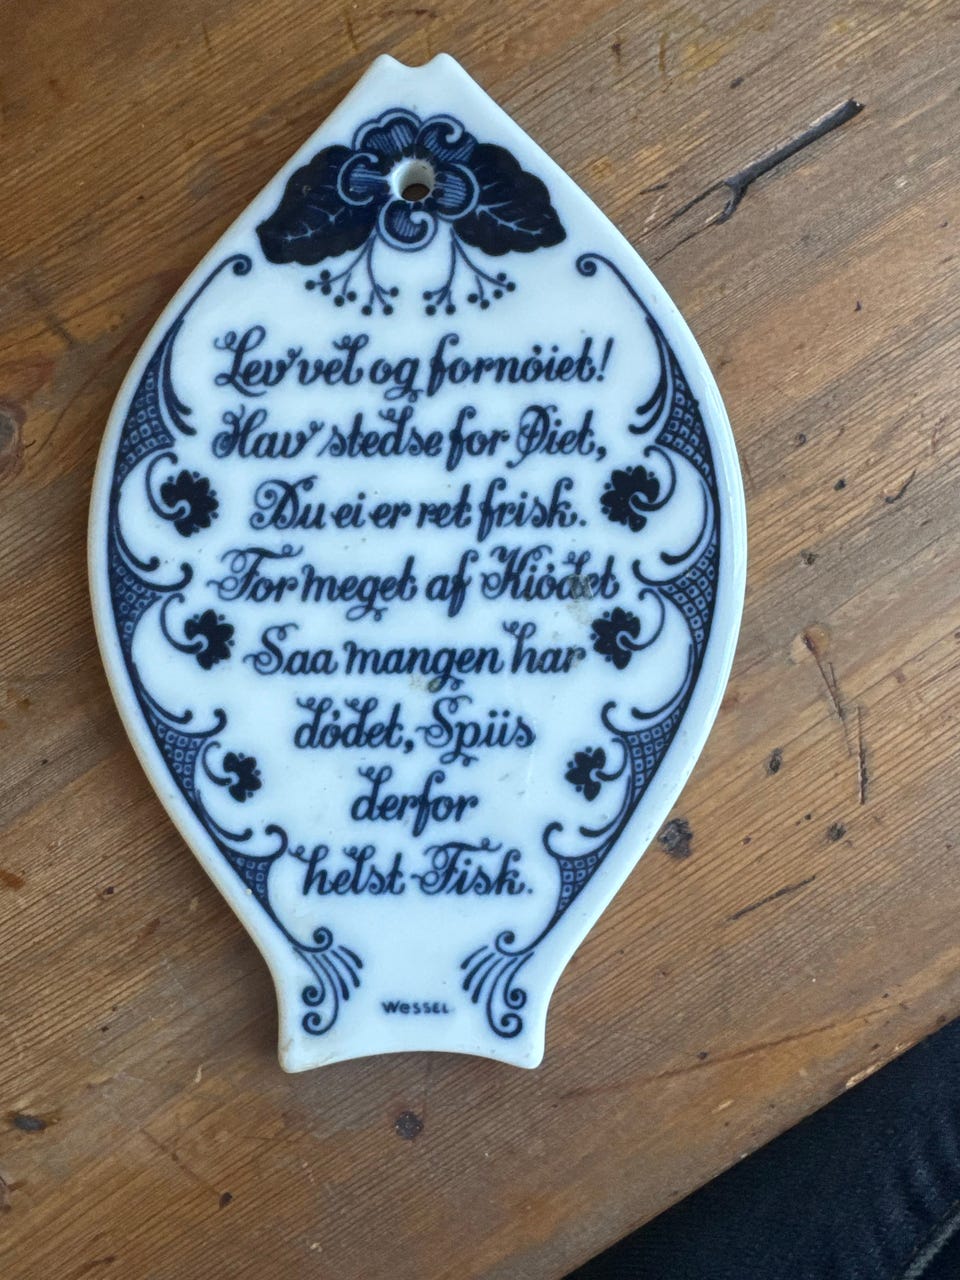 Lev vel og fornøiet!
Hav stedse for Øiet,
Du ei er ret frisk.
For meget af Kiødet
Saa mangen har
dødet, Spiis
derfor
helst Fisk.
WESSEL